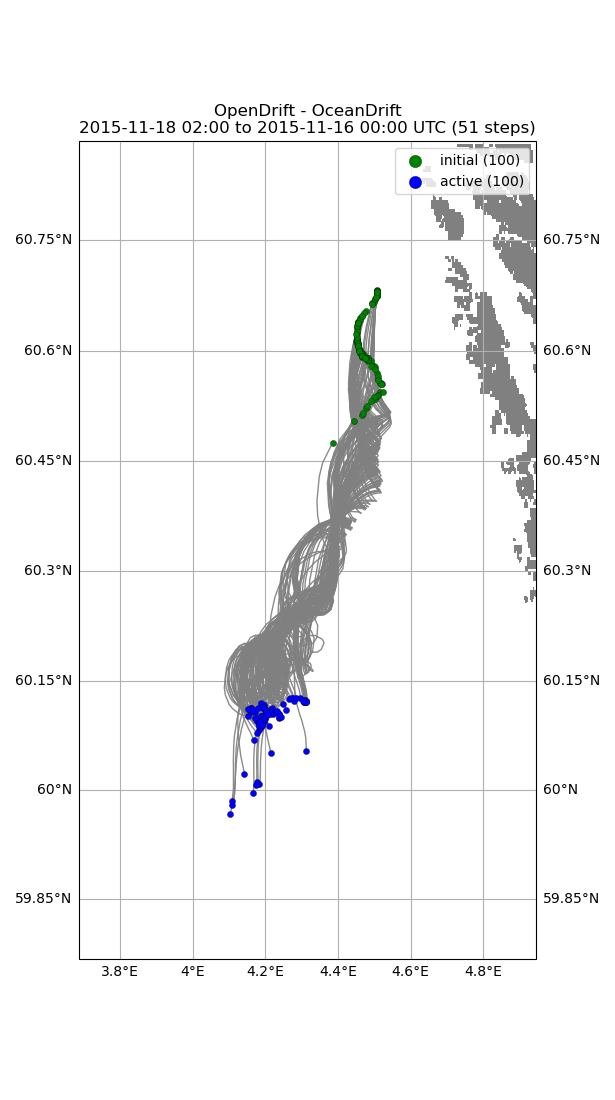 OpenDrift - OceanDrift
2015-11-18 02:00 to 2015-11-16 00:00 UTC (51 steps)
initial (100)
active (100)
60.75°N 60.75°N
60.6°N 60.6°N
60.45°N 60.45°N
60.3°N 60.3°N
60.15°N 60.15°N
60°N 60°N
59.85°N 59.85°N
3.8°E 4°E 4.2°E 4.4°E 4.6°E 4.8°E